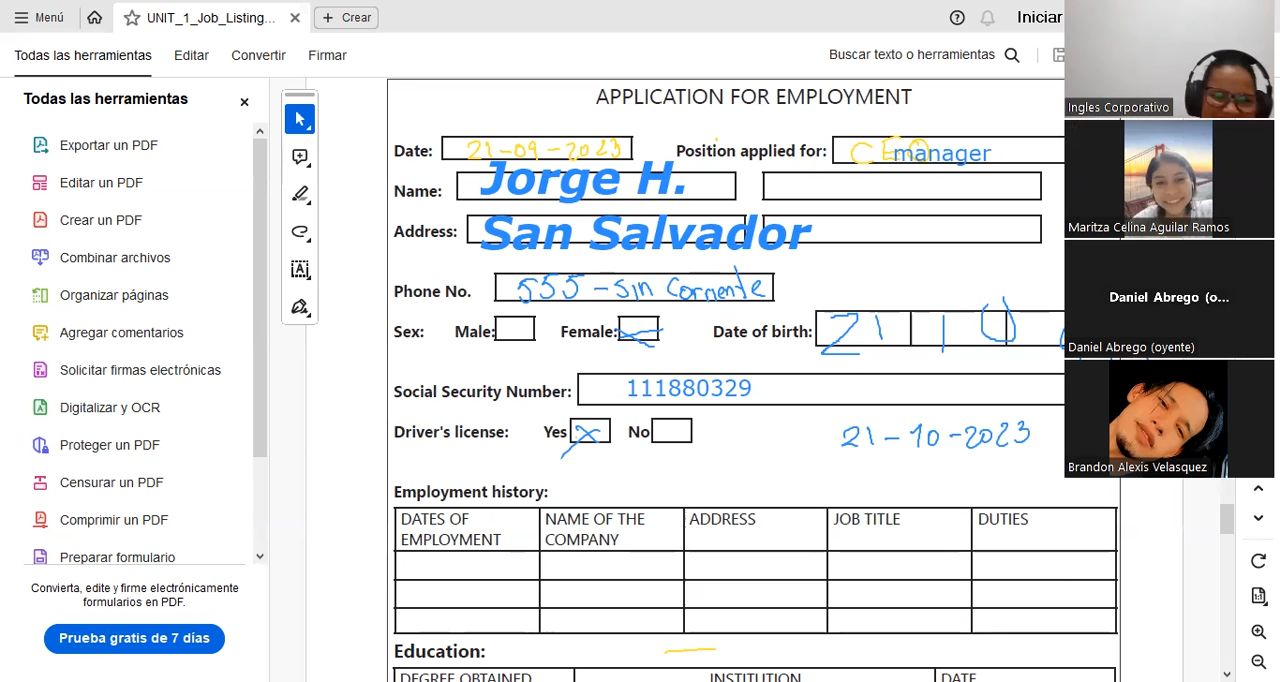 Menú
UNIT_1_Job_Listing...
Crear
Iniciar
Todas las herramientas Editar Convertir Firmar
Buscar texto o herramientas
Todas las herramientas
Exportar un PDF
Editar un PDF
Crear un PDF
Combinar archivos
Organizar páginas
Agregar comentarios
Solicitar firmas electrónicas
Digitalizar y OCR
Proteger un PDF
Censurar un PDF
Comprimir un PDF
Preparar formulario
Convierta, edite y firme electrónicamente
formularios en PDF.
Prueba gratis de 7 días
APPLICATION FOR EMPLOYMENT
Date: 21-09-2023 Position applied for: CEO manager
Name: Jorge H.
Address: San Salvador
Phone No. 555-sin corriente
Sex: Male: Female: x Date of birth: 21 10
Social Security Number: 111880329
Driver's license: Yes x No
21-10-2023
Employment history:
DATES OF EMPLOYMENT NAME OF THE COMPANY ADDRESS JOB TITLE DUTIES
Education:
DEGREE OBTAINED INSTITUTION DATE
Ingles Corporativo
Maritza Celina Aguilar Ramos
Daniel Abrego (o...
Daniel Abrego (oyente)
Brandon Alexis Velasquez